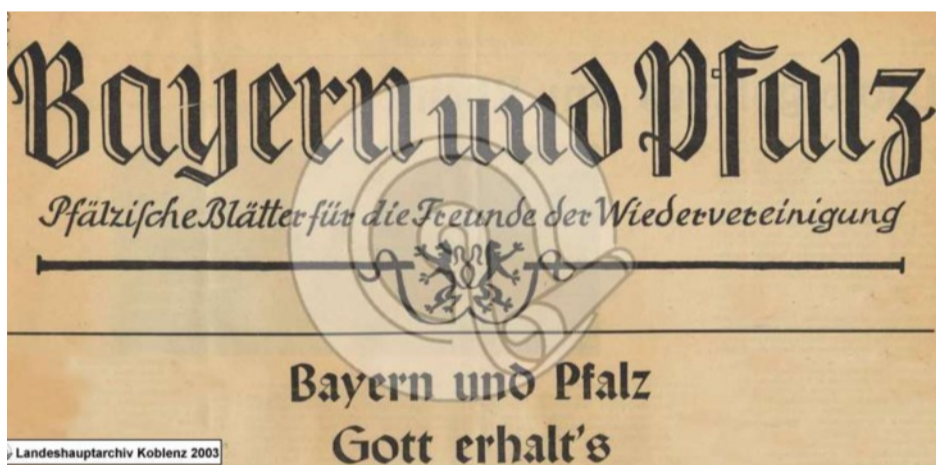 Bayern und Pfalz
Pfälziſche Blätter für die Freunde der Wiedervereinigung
Bayern und Pfalz
Gott erhalt's
Landeshauptarchiv Koblenz 2003